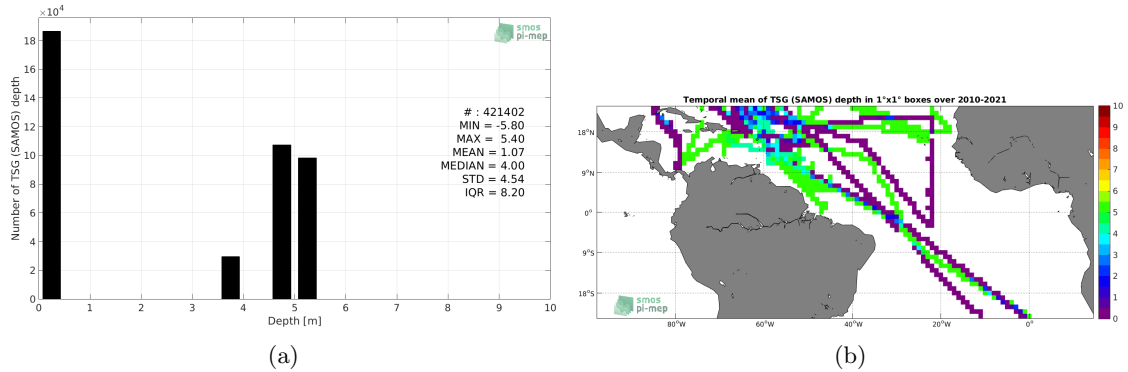 ×10⁴
20
18
16
14
12
10
8
6
4
2
0
Number of TSG (SAMOS) depth
smos
pi-mep
# : 421402
MIN = -5.80
MAX = 5.40
MEAN = 1.07
MEDIAN = 4.00
STD = 4.54
IQR = 8.20
0 1 2 3 4 5 6 7 8 9 10
Depth [m]
(a)
Temporal mean of TSG (SAMOS) depth in 1°x1° boxes over 2010-2021
18°N
9°N
0°
9°S
18°S
smos
pi-mep
80°W 60°W 40°W 20°W 0°
10
9
8
7
6
5
4
3
2
1
0
(b)